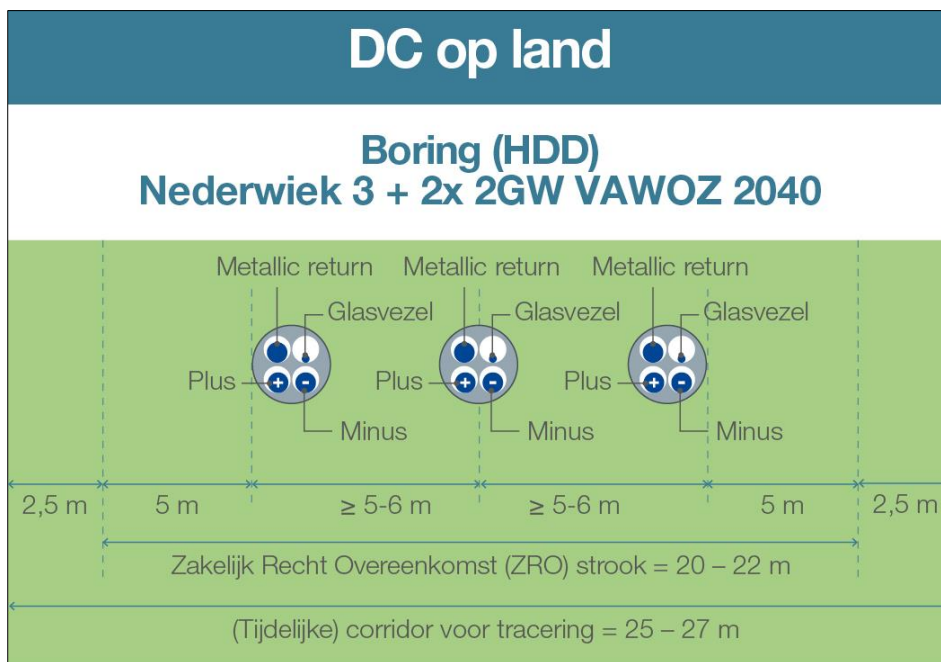 DC op land
Boring (HDD)
Nederwiek 3 + 2x 2GW VAWOZ 2040
Metallic return Metallic return Metallic return
Glasvezel Glasvezel Glasvezel
Plus + - Plus + - Plus + -
Minus Minus Minus
2,5 m 5 m ≥ 5-6 m ≥ 5-6 m 5 m 2,5 m
Zakelijk Recht Overeenkomst (ZRO) strook = 20 – 22 m
(Tijdelijke) corridor voor tracering = 25 – 27 m